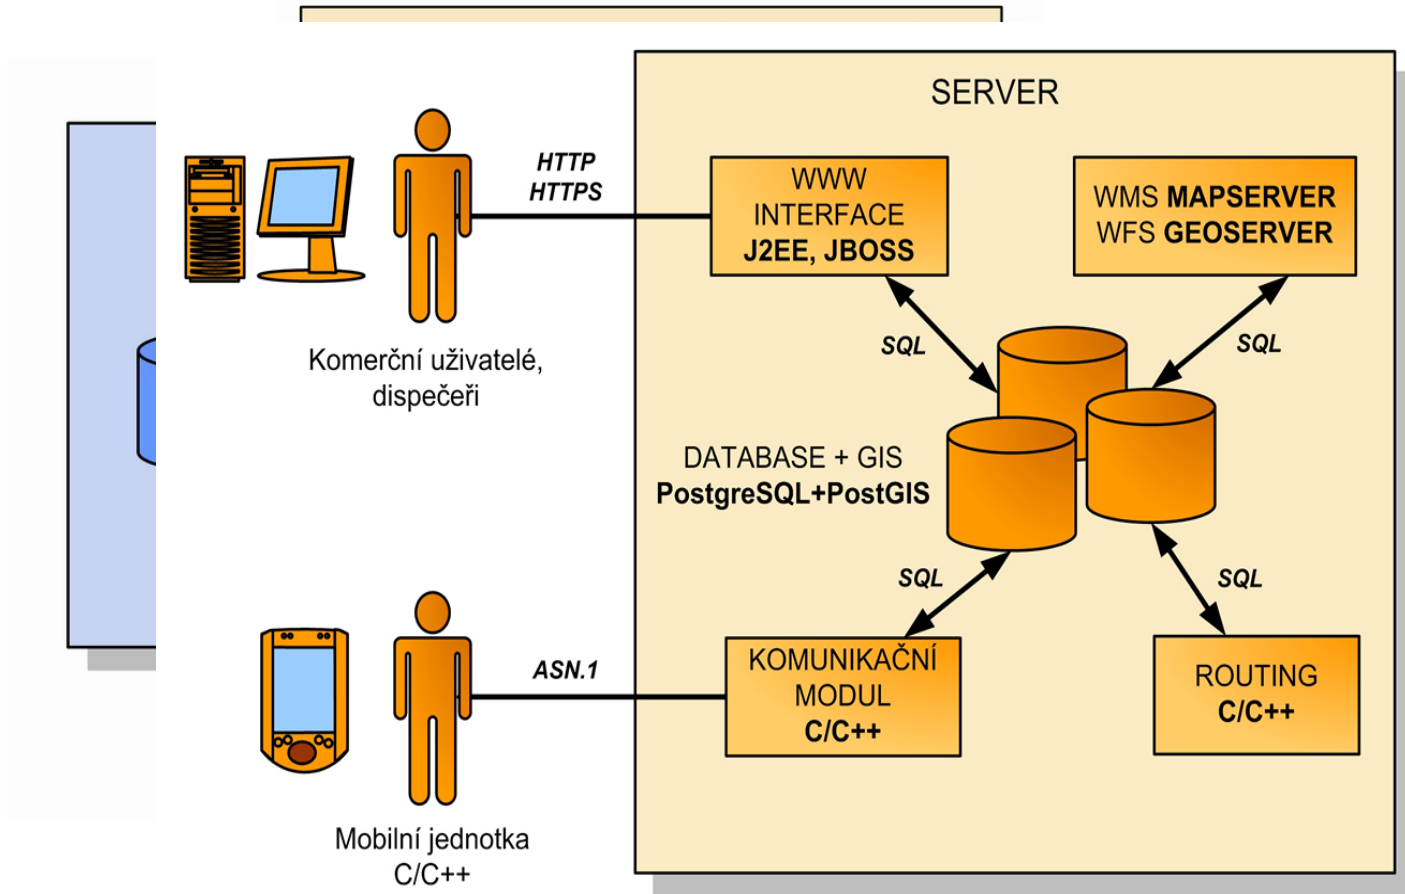 SERVER
HTTP
HTTPS
WWW
INTERFACE
J2EE, JBOSS
WMS MAPSERVER
WFS GEOSERVER
Komerční uživatelé,
dispečeři
SQL
SQL
DATABASE + GIS
PostgreSQL+PostGIS
SQL
SQL
ASN.1
KOMUNIKAČNÍ
MODUL
C/C++
ROUTING
C/C++
Mobilní jednotka
C/C++